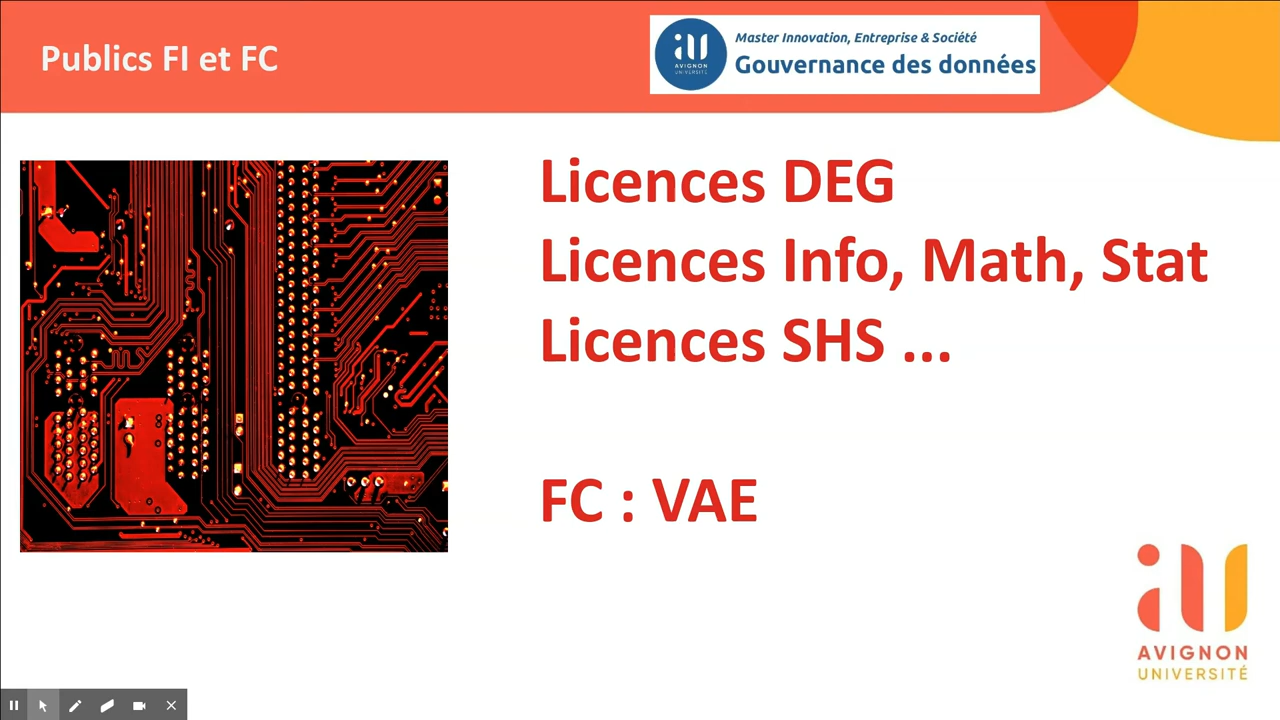 Publics FI et FC
Master Innovation, Entreprise & Société
Gouvernance des données
AVIGNON
UNIVERSITÉ
Licences DEG
Licences Info, Math, Stat
Licences SHS ...
FC : VAE
AVIGNON
UNIVERSITÉ